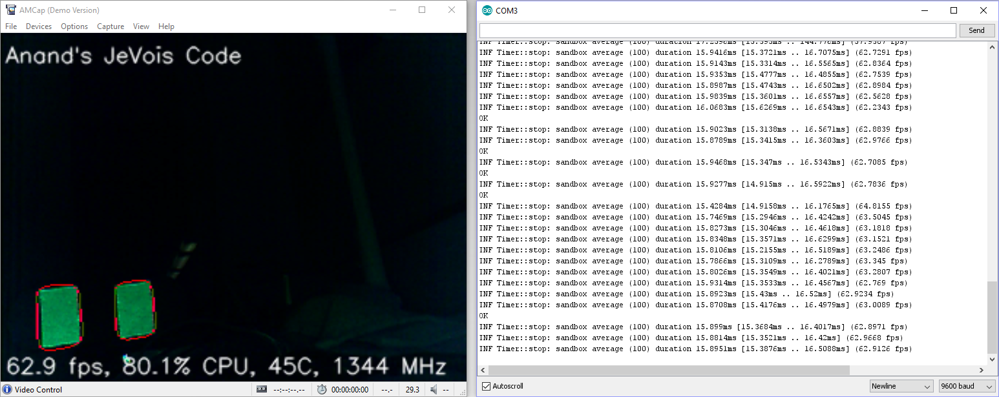 AMCap (Demo Version)
File Devices Options Capture View Help
Anand's JeVois Code
62.9 fps, 80.1% CPU, 45C, 1344 MHz
Video Control
--:--:--.-- 00:00:00:00 --.- 29.3 --
COM3
Send
INF Timer::stop: sandbox average (100) duration 17.2598ms [15.395ms .. 144.778ms] (57.9387 fps)
INF Timer::stop: sandbox average (100) duration 15.9416ms [15.3721ms .. 16.7075ms] (62.7291 fps)
INF Timer::stop: sandbox average (100) duration 15.9143ms [15.3314ms .. 16.5565ms] (62.8364 fps)
INF Timer::stop: sandbox average (100) duration 15.9353ms [15.4777ms .. 16.4855ms] (62.7539 fps)
INF Timer::stop: sandbox average (100) duration 15.8987ms [15.4743ms .. 16.6502ms] (62.8984 fps)
INF Timer::stop: sandbox average (100) duration 15.9839ms [15.3601ms .. 16.6557ms] (62.5628 fps)
INF Timer::stop: sandbox average (100) duration 16.0683ms [15.6269ms .. 16.6543ms] (62.2343 fps)
OK
INF Timer::stop: sandbox average (100) duration 15.9023ms [15.3138ms .. 16.5671ms] (62.8839 fps)
INF Timer::stop: sandbox average (100) duration 15.8789ms [15.3415ms .. 16.3603ms] (62.9766 fps)
OK
INF Timer::stop: sandbox average (100) duration 15.9468ms [15.347ms .. 16.5343ms] (62.7085 fps)
OK
INF Timer::stop: sandbox average (100) duration 15.9277ms [14.915ms .. 16.5922ms] (62.7836 fps)
OK
INF Timer::stop: sandbox average (100) duration 15.4284ms [14.9158ms .. 16.1765ms] (64.8155 fps)
INF Timer::stop: sandbox average (100) duration 15.7469ms [15.2946ms .. 16.4242ms] (63.5045 fps)
INF Timer::stop: sandbox average (100) duration 15.8273ms [15.3046ms .. 16.4618ms] (63.1818 fps)
INF Timer::stop: sandbox average (100) duration 15.8348ms [15.3571ms .. 16.6299ms] (63.1521 fps)
INF Timer::stop: sandbox average (100) duration 15.8106ms [15.2155ms .. 16.5189ms] (63.2486 fps)
INF Timer::stop: sandbox average (100) duration 15.7866ms [15.3109ms .. 16.2789ms] (63.345 fps)
INF Timer::stop: sandbox average (100) duration 15.8026ms [15.3549ms .. 16.4021ms] (63.2807 fps)
INF Timer::stop: sandbox average (100) duration 15.9314ms [15.3533ms .. 16.4567ms] (62.769 fps)
INF Timer::stop: sandbox average (100) duration 15.8923ms [15.43ms .. 16.52ms] (62.9234 fps)
INF Timer::stop: sandbox average (100) duration 15.8708ms [15.4176ms .. 16.4979ms] (63.0089 fps)
OK
INF Timer::stop: sandbox average (100) duration 15.899ms [15.3684ms .. 16.4017ms] (62.8971 fps)
INF Timer::stop: sandbox average (100) duration 15.8814ms [15.3521ms .. 16.42ms] (62.9668 fps)
INF Timer::stop: sandbox average (100) duration 15.8951ms [15.3876ms .. 16.5088ms] (62.9126 fps)
Autoscroll
Newline
9600 baud